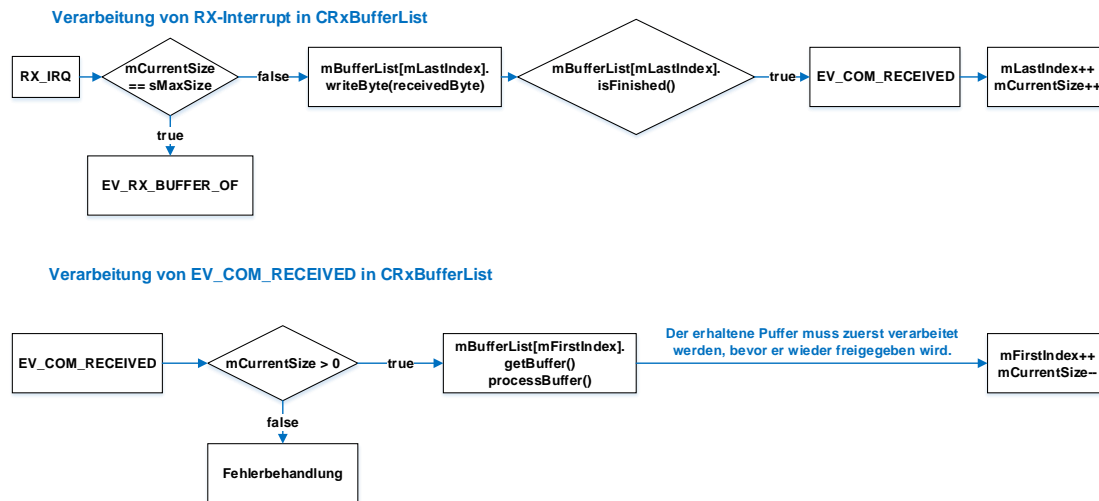 Verarbeitung von RX-Interrupt in CRxBufferList
RX_IRQ
mCurrentSize
== sMaxSize
false
mBufferList[mLastIndex].
writeByte(receivedByte)
mBufferList[mLastIndex].
isFinished()
true
EV_COM_RECEIVED
mLastIndex++
mCurrentSize++
true
EV_RX_BUFFER_OF
Verarbeitung von EV_COM_RECEIVED in CRxBufferList
EV_COM_RECEIVED
mCurrentSize > 0
true
mBufferList[mFirstIndex].
getBuffer()
processBuffer()
Der erhaltene Puffer muss zuerst verarbeitet
werden, bevor er wieder freigegeben wird.
mFirstIndex++
mCurrentSize--
false
Fehlerbehandlung